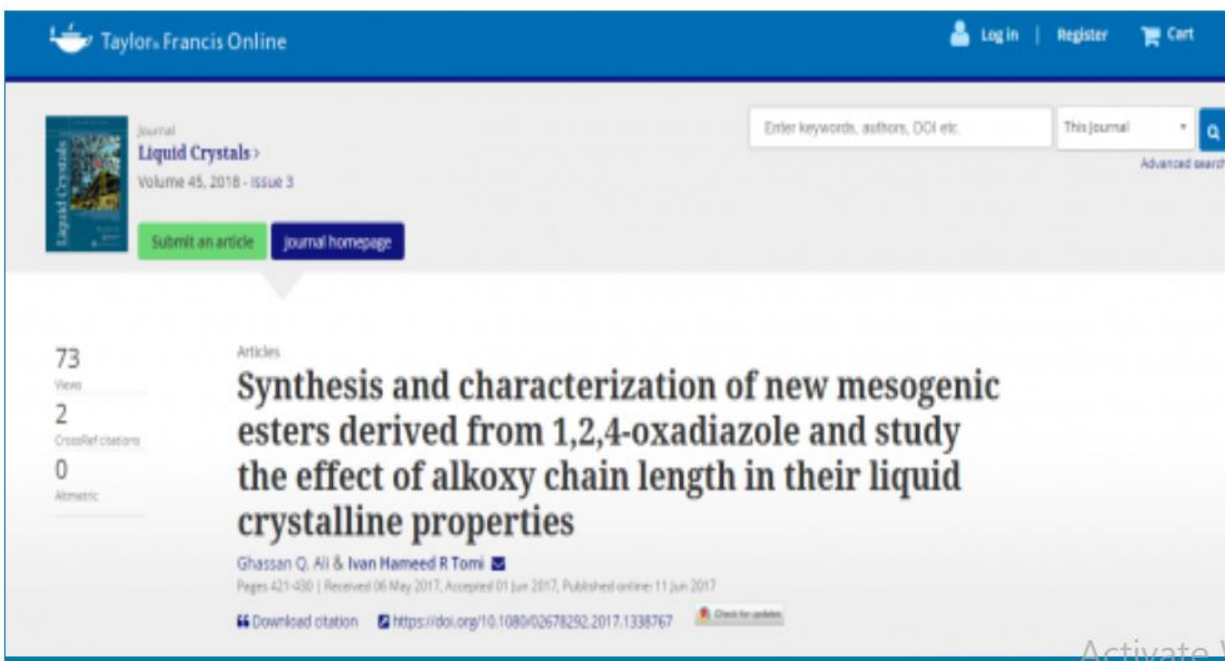 Taylor & Francis Online
Log in | Register Cart
Journal
Liquid Crystals >
Volume 45, 2018 - Issue 3
Enter keywords, authors, DOI etc.
This Journal
Advanced search
Submit an article
Journal homepage
Liquid Crystals
73
Views
2
CrossRef citations
0
Altmetric
Articles
Synthesis and characterization of new mesogenic
esters derived from 1,2,4-oxadiazole and study
the effect of alkoxy chain length in their liquid
crystalline properties
Ghassan Q. Ali & Ivan Hameed R Tomi
Pages 421-430 | Received 06 May 2017, Accepted 01 Jun 2017, Published online: 11 Jun 2017
Download citation https://doi.org/10.1080/02678292.2017.1338767 Check for updates
Activate